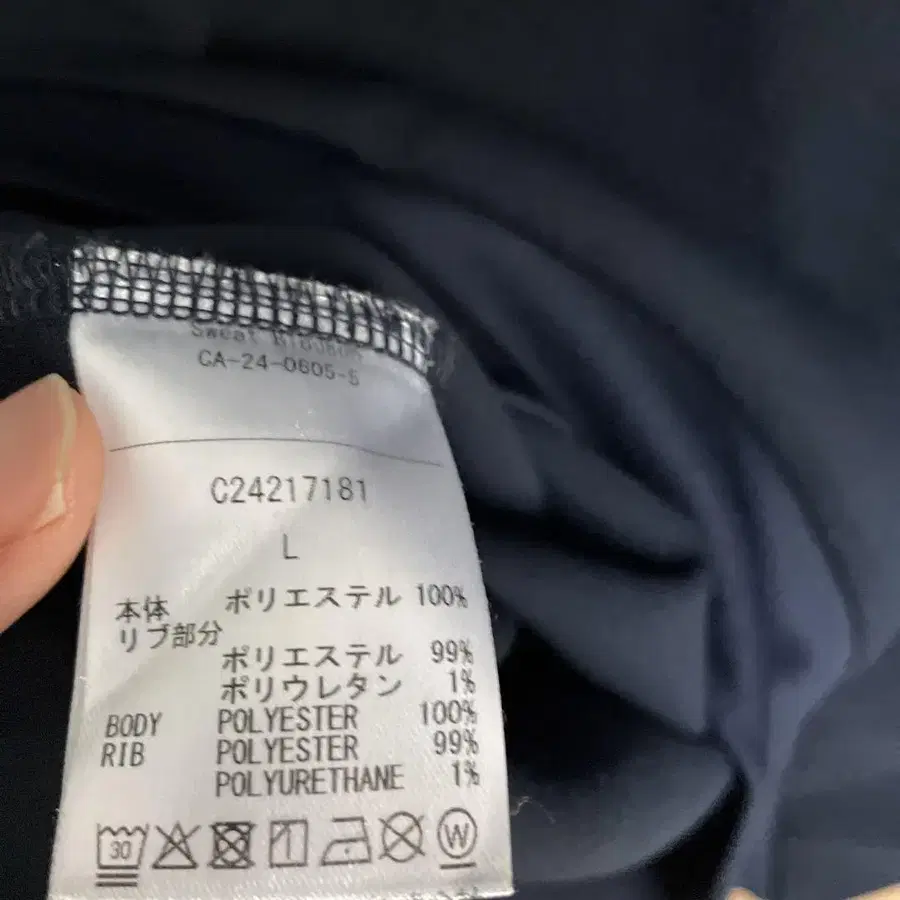 Sweat
CA-24-0605-5
C24217181
L
本体 ポリエステル 100%
リブ部分
ポリエステル 99%
ポリウレタン 1%
BODY POLYESTER 100%
RIB POLYESTER 99%
POLYURETHANE 1%
30 W